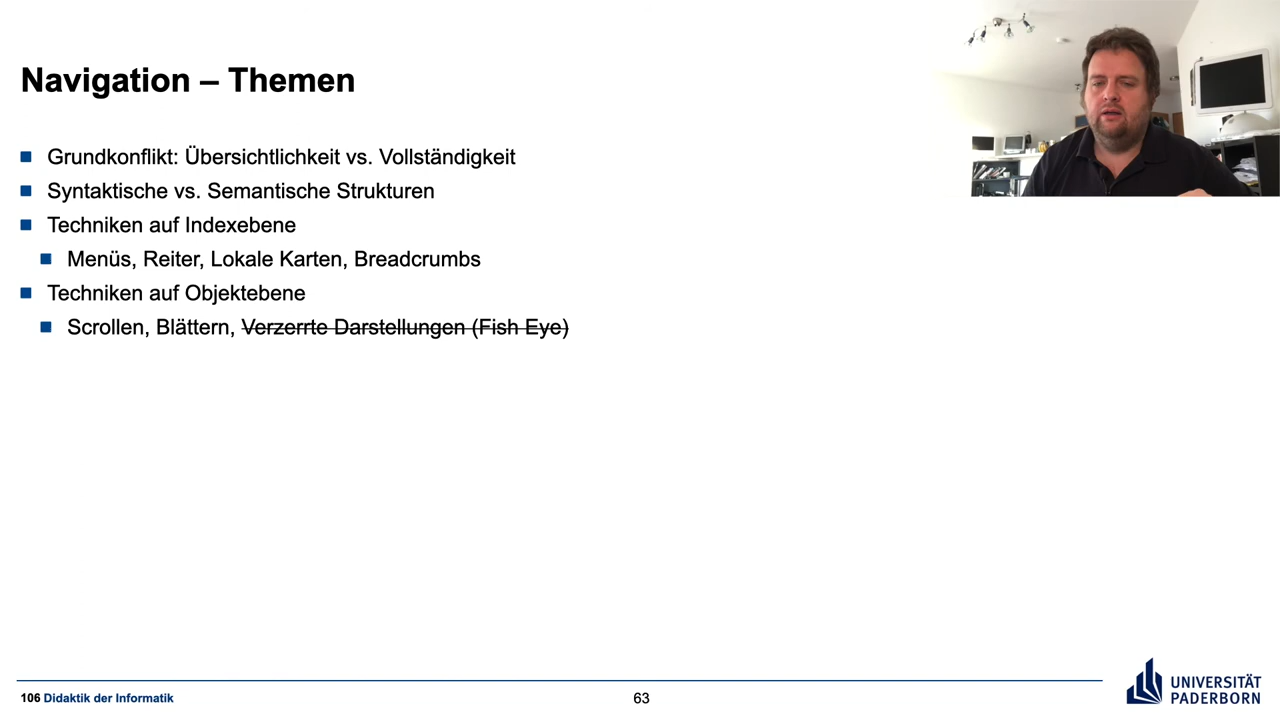 Navigation – Themen
Grundkonflikt: Übersichtlichkeit vs. Vollständigkeit
Syntaktische vs. Semantische Strukturen
Techniken auf Indexebene
Menüs, Reiter, Lokale Karten, Breadcrumbs
Techniken auf Objektebene
Scrollen, Blättern, Verzerrte Darstellungen (Fish Eye)
106 Didaktik der Informatik
63
UNIVERSITÄT
PADERBORN